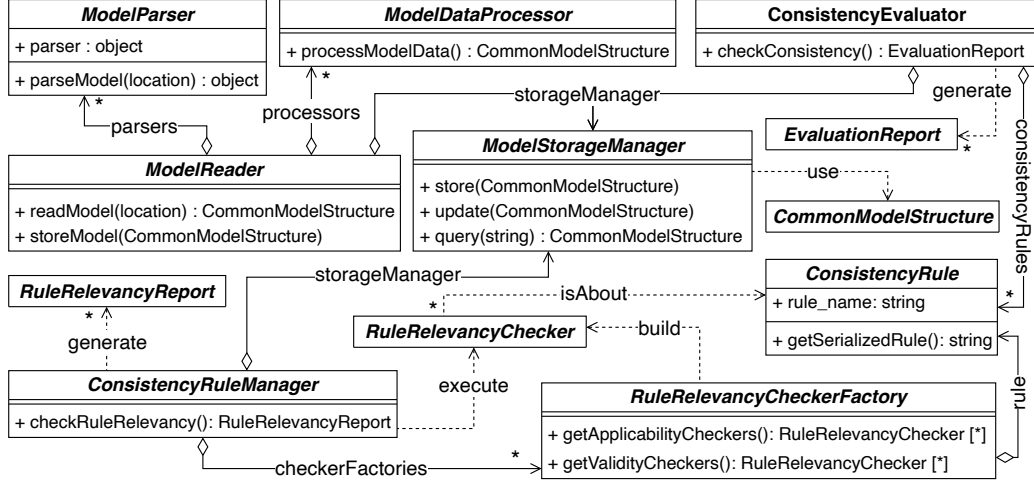 ModelParser
+ parser : object
+ parseModel(location) : object
ModelDataProcessor
+ processModelData() : CommonModelStructure
ConsistencyEvaluator
+ checkConsistency() : EvaluationReport
*
parsers
*
processors
storageManager
generate
*
EvaluationReport
consistencyRules
*
ModelReader
+ readModel(location) : CommonModelStructure
+ storeModel(CommonModelStructure)
ModelStorageManager
+ store(CommonModelStructure)
+ update(CommonModelStructure)
+ query(string) : CommonModelStructure
use
CommonModelStructure
storageManager
RuleRelevancyReport
*
generate
isAbout
*
RuleRelevancyChecker
build
ConsistencyRule
+ rule_name: string
+ getSerializedRule(): string
rule
ConsistencyRuleManager
+ checkRuleRelevancy(): RuleRelevancyReport
execute
checkerFactories
*
RuleRelevancyCheckerFactory
+ getApplicabilityCheckers(): RuleRelevancyChecker [*]
+ getValidityCheckers(): RuleRelevancyChecker [*]